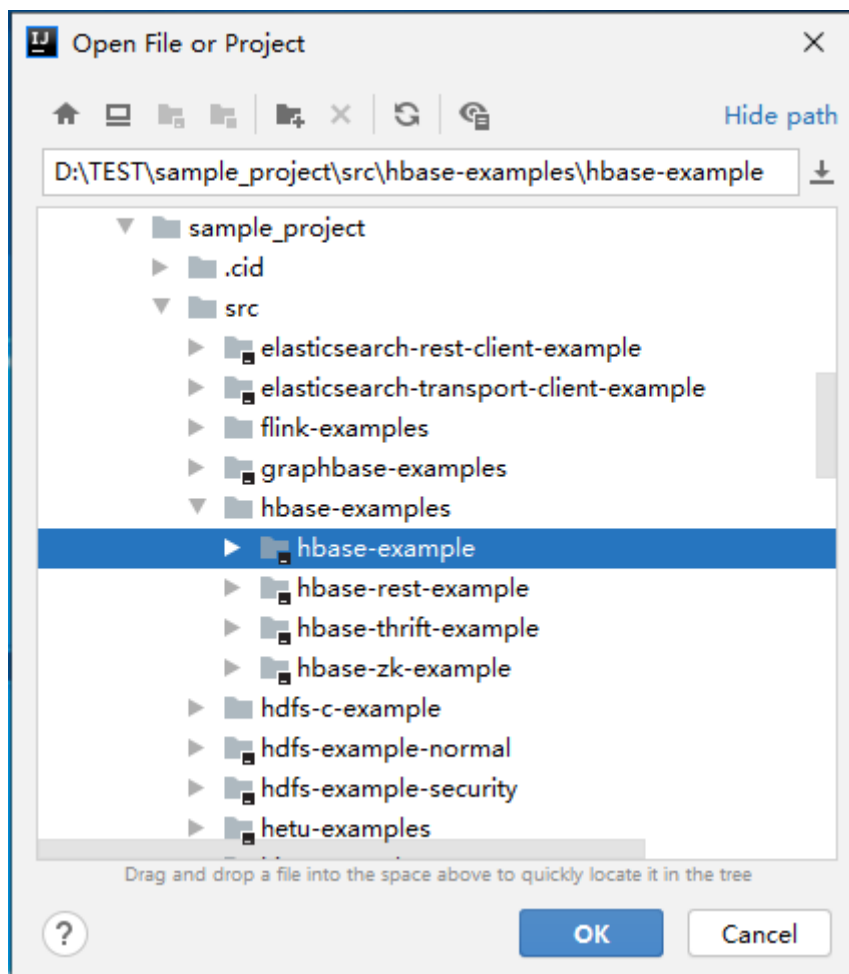 IJ Open File or Project
Hide path
D:\TEST\sample_project\src\hbase-examples\hbase-example
sample_project
.cid
src
elasticsearch-rest-client-example
elasticsearch-transport-client-example
flink-examples
graphbase-examples
hbase-examples
hbase-example
hbase-rest-example
hbase-thrift-example
hbase-zk-example
hdfs-c-example
hdfs-example-normal
hdfs-example-security
hetu-examples
Drag and drop a file into the space above to quickly locate it in the tree
? OK Cancel